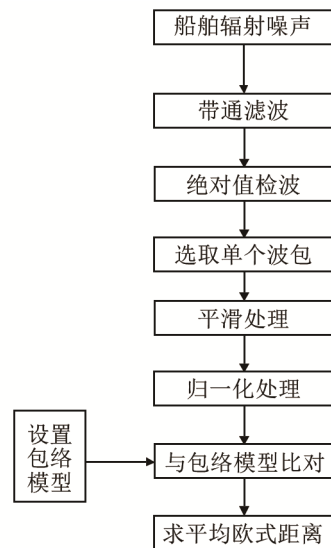 船舶辐射噪声
带通滤波
绝对值检波
选取单个波包
平滑处理
归一化处理
设置
包络
模型
与包络模型比对
求平均欧式距离